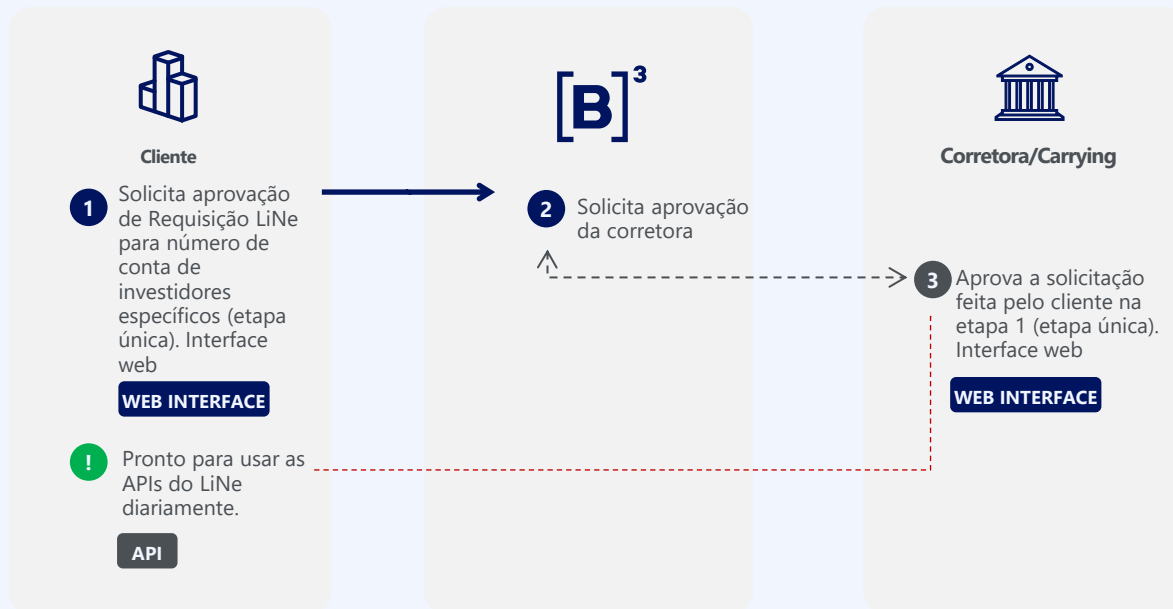 Cliente
1
Solicita aprovação
de Requisição LiNe
para número de
conta de
investidores
específicos (etapa
única). Interface
web
WEB INTERFACE
!
Pronto para usar as
APIs do LiNe
diariamente.
API
[B]³
2
Solicita aprovação
da corretora
Corretora/Carrying
3
Aprova a solicitação
feita pelo cliente na
etapa 1 (etapa única).
Interface web
WEB INTERFACE